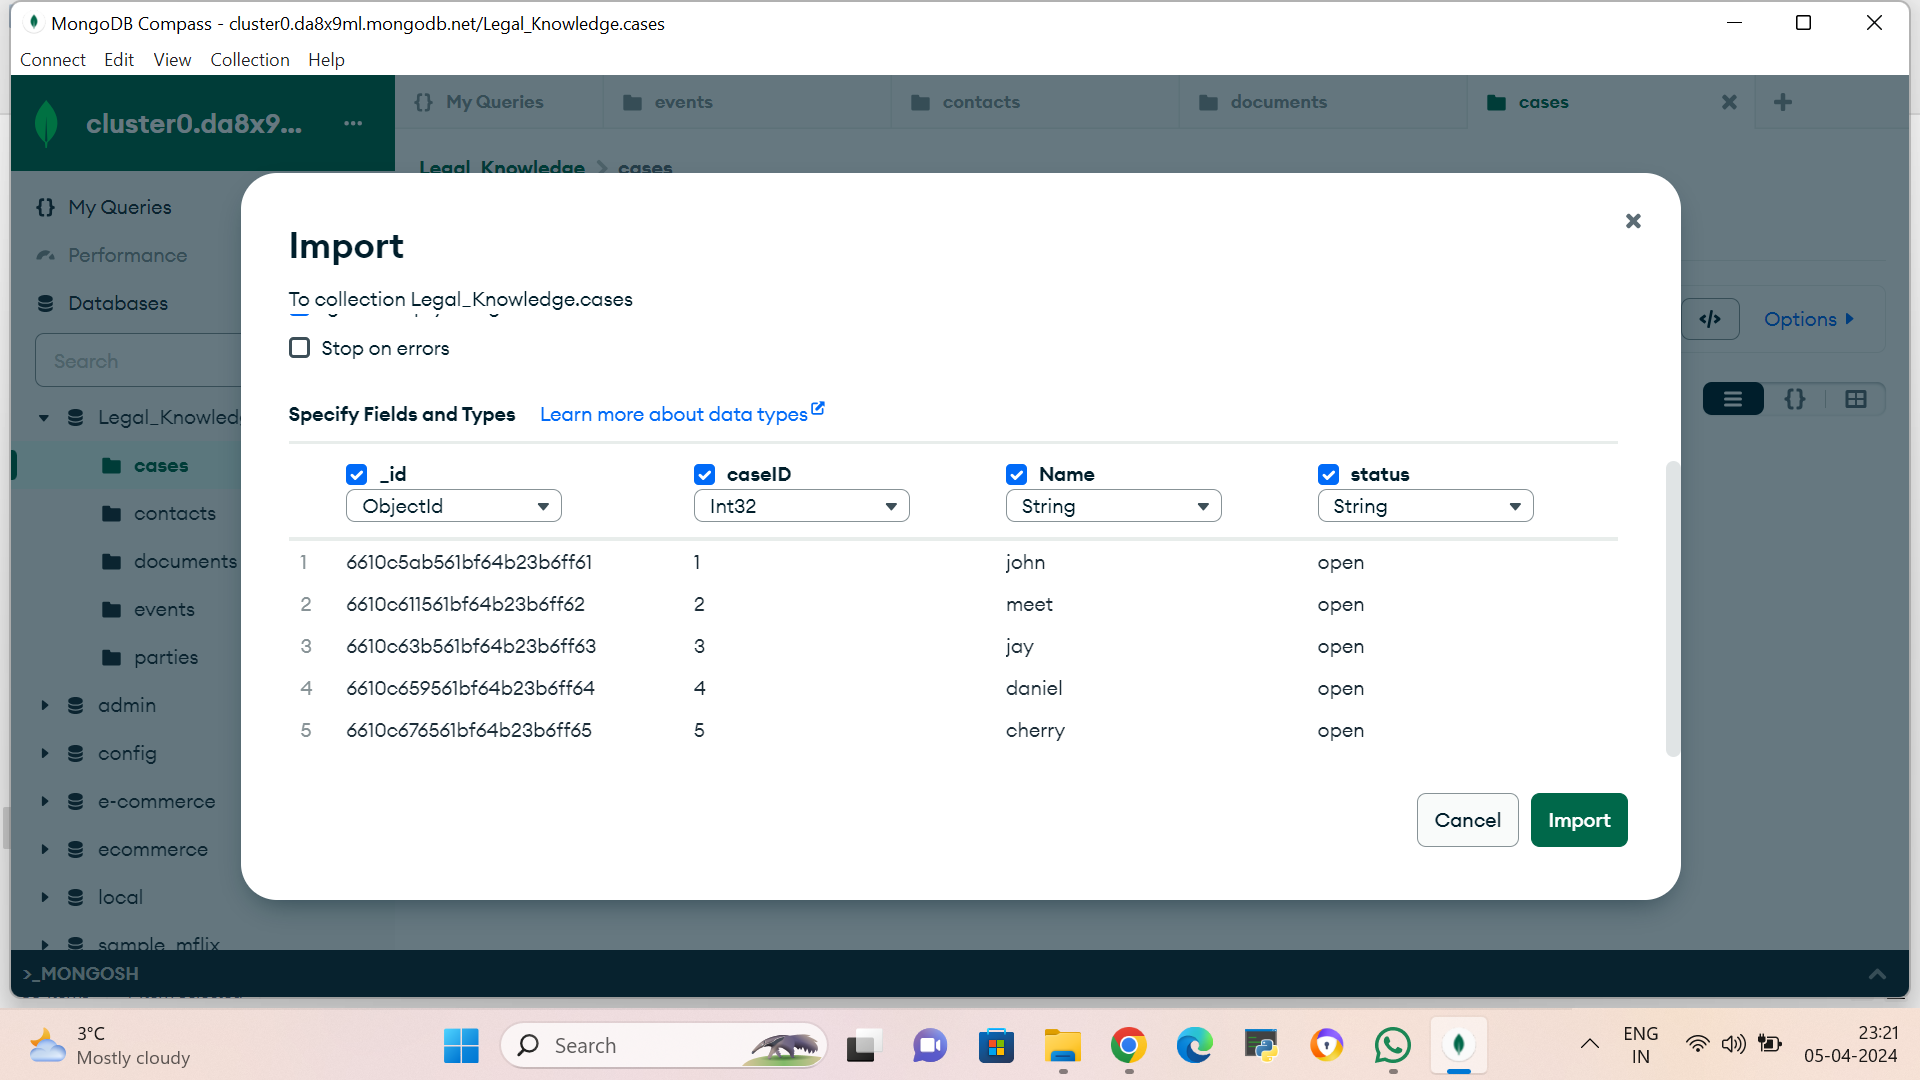 MongoDB Compass - cluster0.da8x9ml.mongodb.net/Legal_Knowledge.cases
Connect Edit View Collection Help
cluster0.da8x9... ...
{} My Queries events contacts documents cases
Legal_Knowledge > cases
{} My Queries
Performance
Databases
Search
Legal_Knowled
cases
contacts
documents
events
parties
admin
config
e-commerce
ecommerce
local
sample_mflix
Import
To collection Legal_Knowledge.cases
Stop on errors
Specify Fields and Types Learn more about data types
_id caseID Name status
ObjectId Int32 String String
1 6610c5ab561bf64b23b6ff61 1 john open
2 6610c611561bf64b23b6ff62 2 meet open
3 6610c63b561bf64b23b6ff63 3 jay open
4 6610c659561bf64b23b6ff64 4 daniel open
5 6610c676561bf64b23b6ff65 5 cherry open
Cancel Import
</> Options
{}
>_MONGOSH
3°C
Mostly cloudy
Search
ENG
IN
23:21
05-04-2024